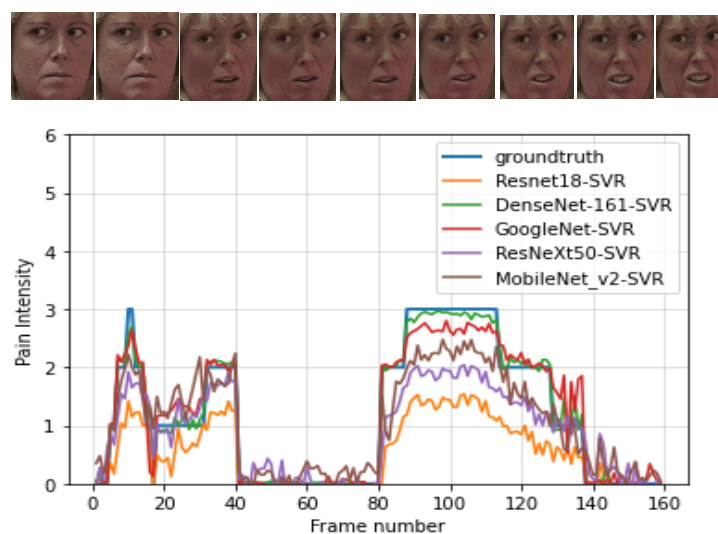 6
5
4
3
2
1
0
Pain Intensity
groundtruth
Resnet18-SVR
DenseNet-161-SVR
GoogleNet-SVR
ResNeXt50-SVR
MobileNet_v2-SVR
0 20 40 60 80 100 120 140 160
Frame number